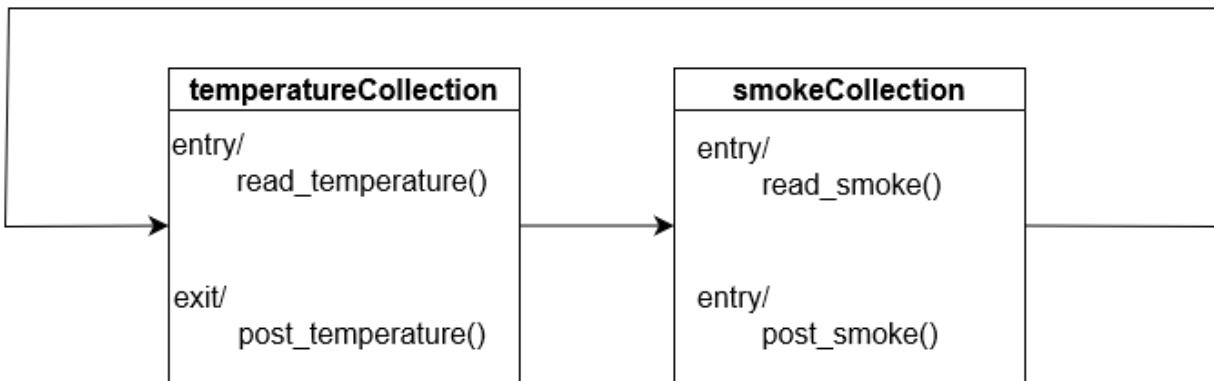 temperatureCollection
entry/
read_temperature()
exit/
post_temperature()
smokeCollection
entry/
read_smoke()
entry/
post_smoke()